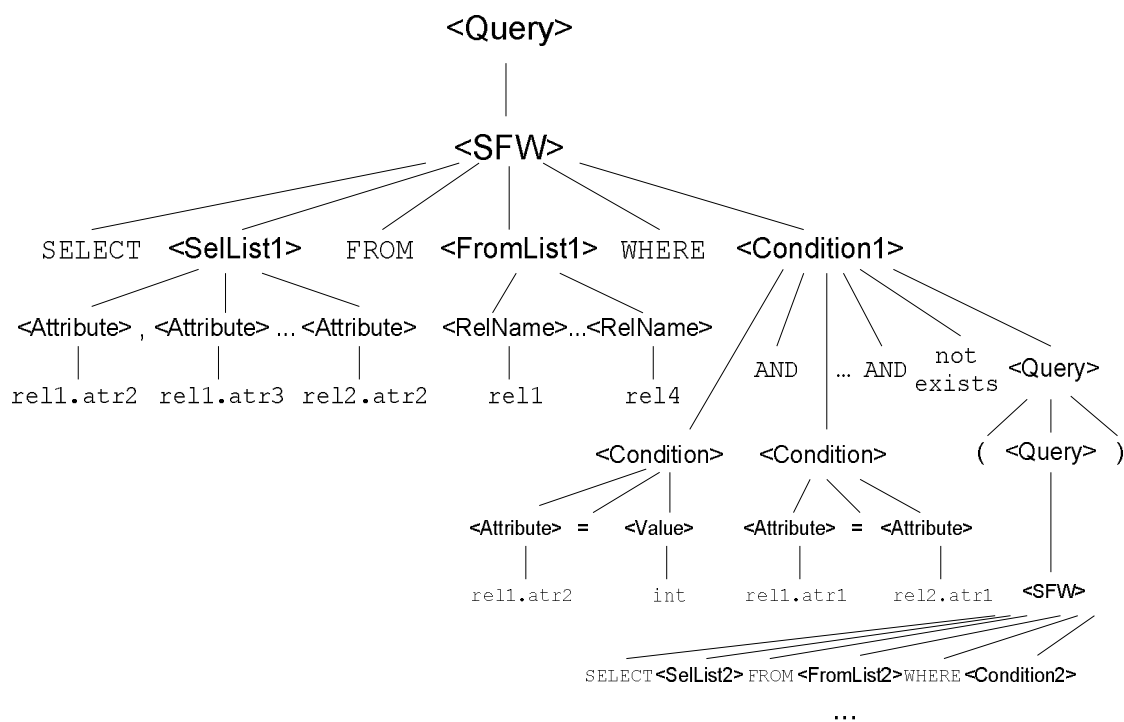 <Query>
<SFW>
SELECT <SelList1> FROM <FromList1> WHERE <Condition1>
<Attribute> , <Attribute> ... <Attribute> <RelName>...<RelName>
rel1.atr2 rel1.atr3 rel2.atr2 rel1 rel4
AND ... AND not exists <Query>
<Condition> <Condition> ( <Query> )
<Attribute> = <Value> <Attribute> = <Attribute>
rel1.atr2 int rel1.atr1 rel2.atr1 <SFW>
SELECT <SelList2> FROM <FromList2> WHERE <Condition2>
...